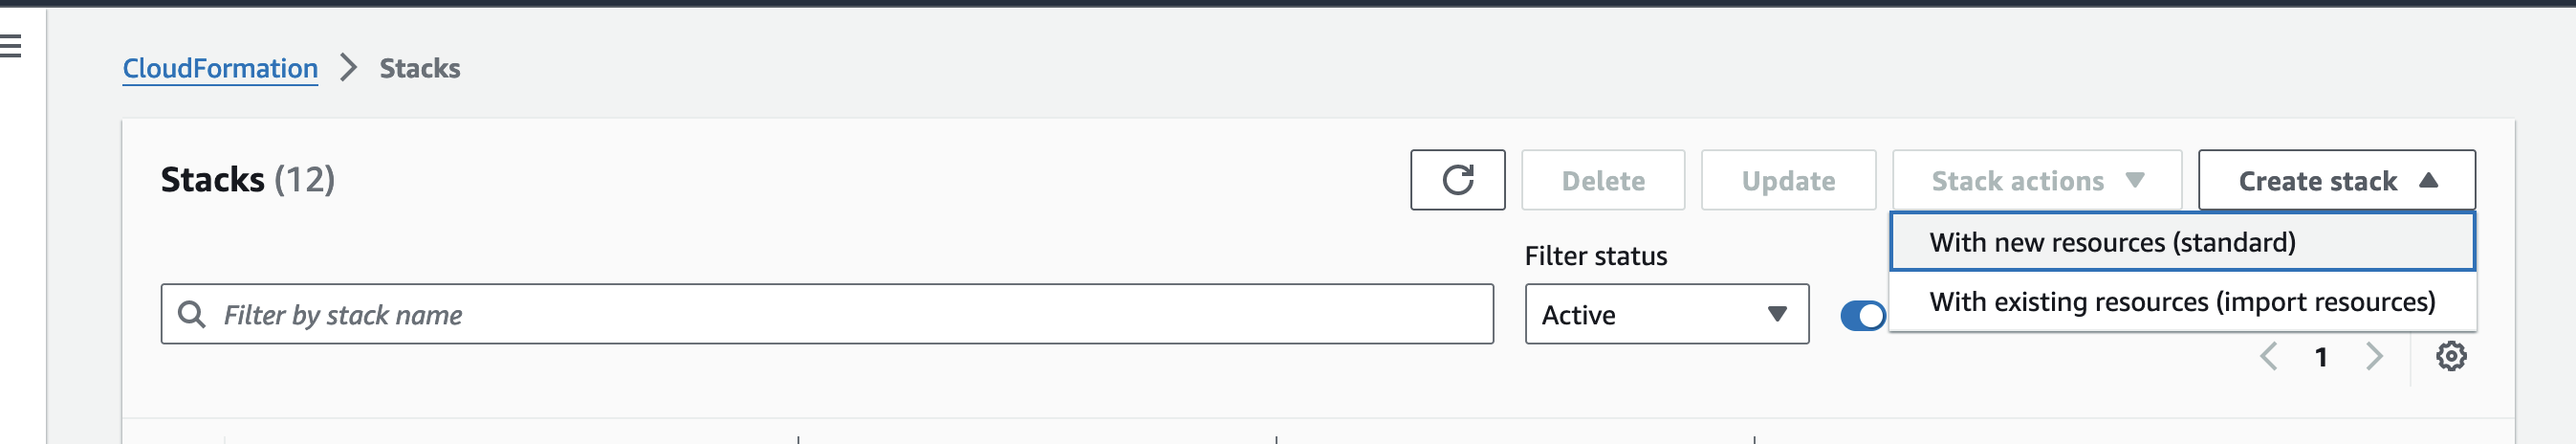 CloudFormation > Stacks
Stacks (12)
Delete
Update
Stack actions
Create stack
With new resources (standard)
With existing resources (import resources)
Filter status
Filter by stack name
Active
1